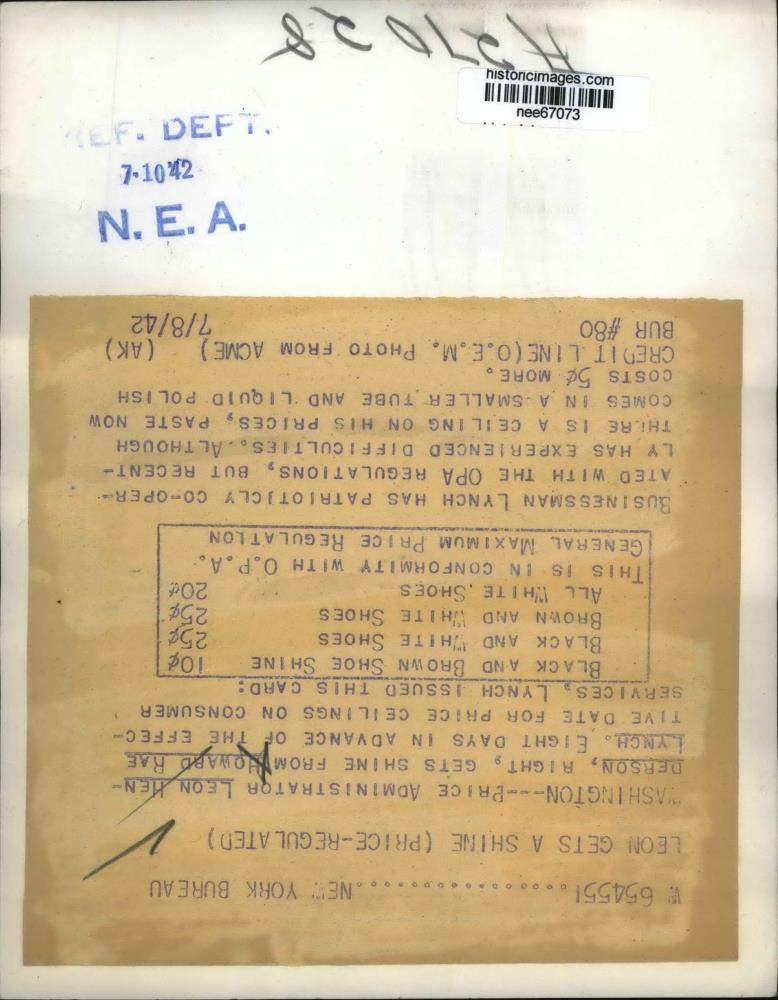 historicimages.com
nee67073
DEPT.
7-10 '42
N. E. A.
W 654551...................NEW YORK BUREAU
LEON GETS A SHINE (PRICE-REGULATED)
WASHINGTON---PRICE ADMINISTRATOR LEON HEN-
DERSON, RIGHT, GETS SHINE FROM HOWARD RAE
LYNCH. EIGHT DAYS IN ADVANCE OF THE EFFEC-
TIVE DATE FOR PRICE CEILINGS ON CONSUMER
SERVICES, LYNCH ISSUED THIS CARD:
BLACK AND BROWN SHOE SHINE 10¢
BLACK AND WHITE SHOES 25¢
BROWN AND WHITE SHOES 25¢
ALL WHITE SHOES 20¢
THIS IS IN CONFORMITY WITH O.P.A.
GENERAL MAXIMUM PRICE REGULATION
BUSINESSMAN LYNCH HAS PATRIOTICLY CO-OPER-
ATED WITH THE OPA REGULATIONS, BUT RECENT-
LY HAS EXPERIENCED DIFFICULTIES. ALTHOUGH
THERE IS A CEILING ON HIS PRICES, PASTE NOW
COMES IN A SMALLER TUBE AND LIQUID POLISH
COSTS 5¢ MORE.
CREDIT LINE (O.E.M. PHOTO FROM ACME) (AK)
BUR #80 7/8/42